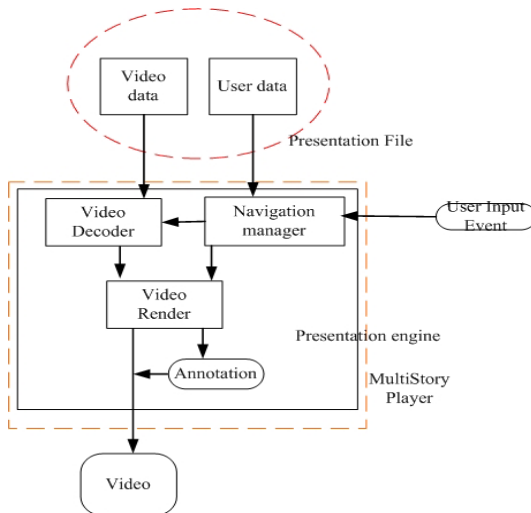 Video
data
User data
Presentation File
Video
Decoder
Navigation
manager
User Input
Event
Video
Render
Presentation engine
Annotation
MultiStory
Player
Video